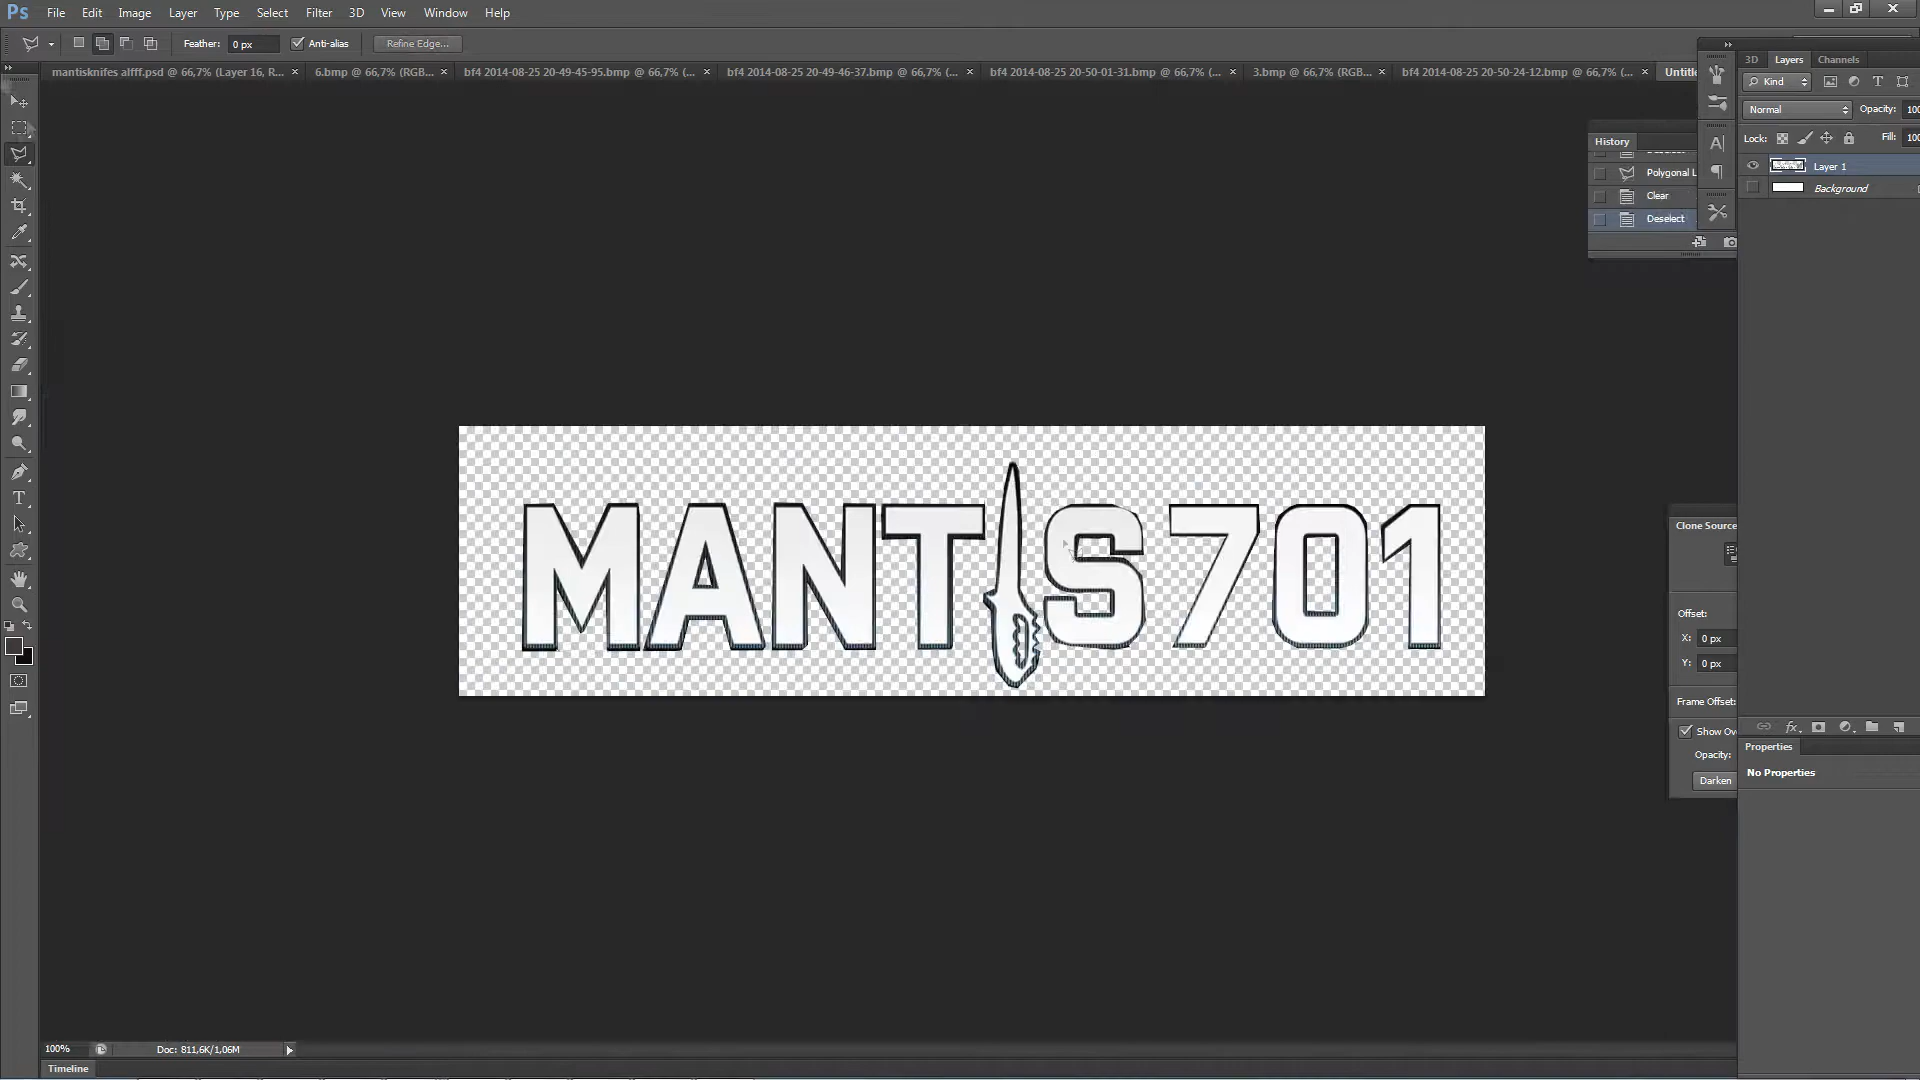 Ps File Edit Image Layer Type Select Filter 3D View Window Help
Feather: 0 px Anti-alias Refine Edge...
mantisknifes alfff.psd @ 66,7% (Layer 16, R... × 6.bmp @ 66,7% (RGB... × bf4 2014-08-25 20-49-45-95.bmp @ 66,7% (... × bf4 2014-08-25 20-49-46-37.bmp @ 66,7% (... × bf4 2014-08-25 20-50-01-31.bmp @ 66,7% (... × 3.bmp @ 66,7% (RGB... × bf4 2014-08-25 20-50-24-12.bmp @ 66,7% (... × Untitle
3D Layers Channels
Kind
Normal Opacity: 100
Lock: Fill: 100
Layer 1
Background
History
Polygonal L
Clear
Deselect
MANTIS 701
Clone Source
Offset:
X: 0 px
Y: 0 px
Frame Offset:
Show Ov
Opacity:
Darken
Properties
No Properties
100% Doc: 811,6K/1,06M
Timeline